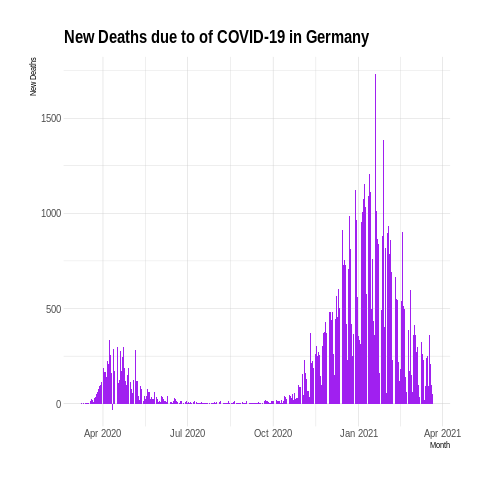 New Deaths due to of COVID-19 in Germany
New Deaths
1500
1000
500
0
Apr 2020 Jul 2020 Oct 2020 Jan 2021 Apr 2021
Month